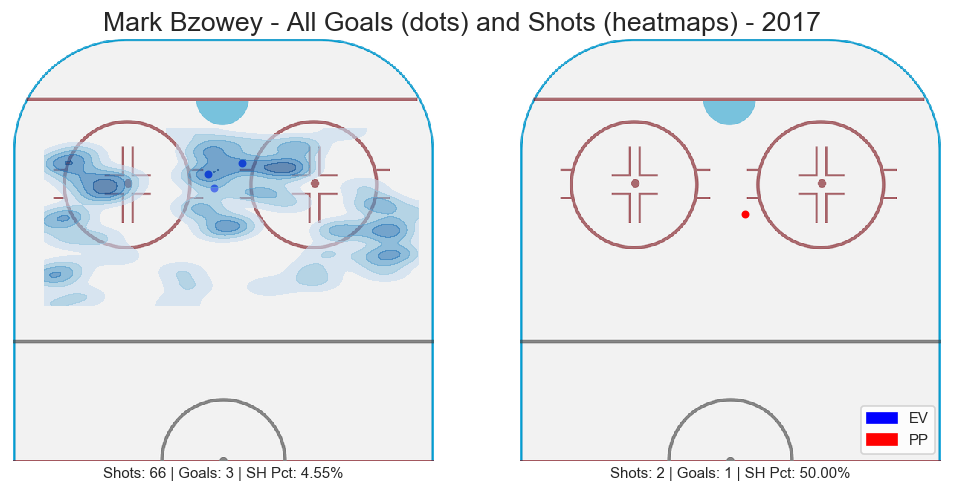 Mark Bzowey - All Goals (dots) and Shots (heatmaps) - 2017
EV
PP
Shots: 66 | Goals: 3 | SH Pct: 4.55%
Shots: 2 | Goals: 1 | SH Pct: 50.00%